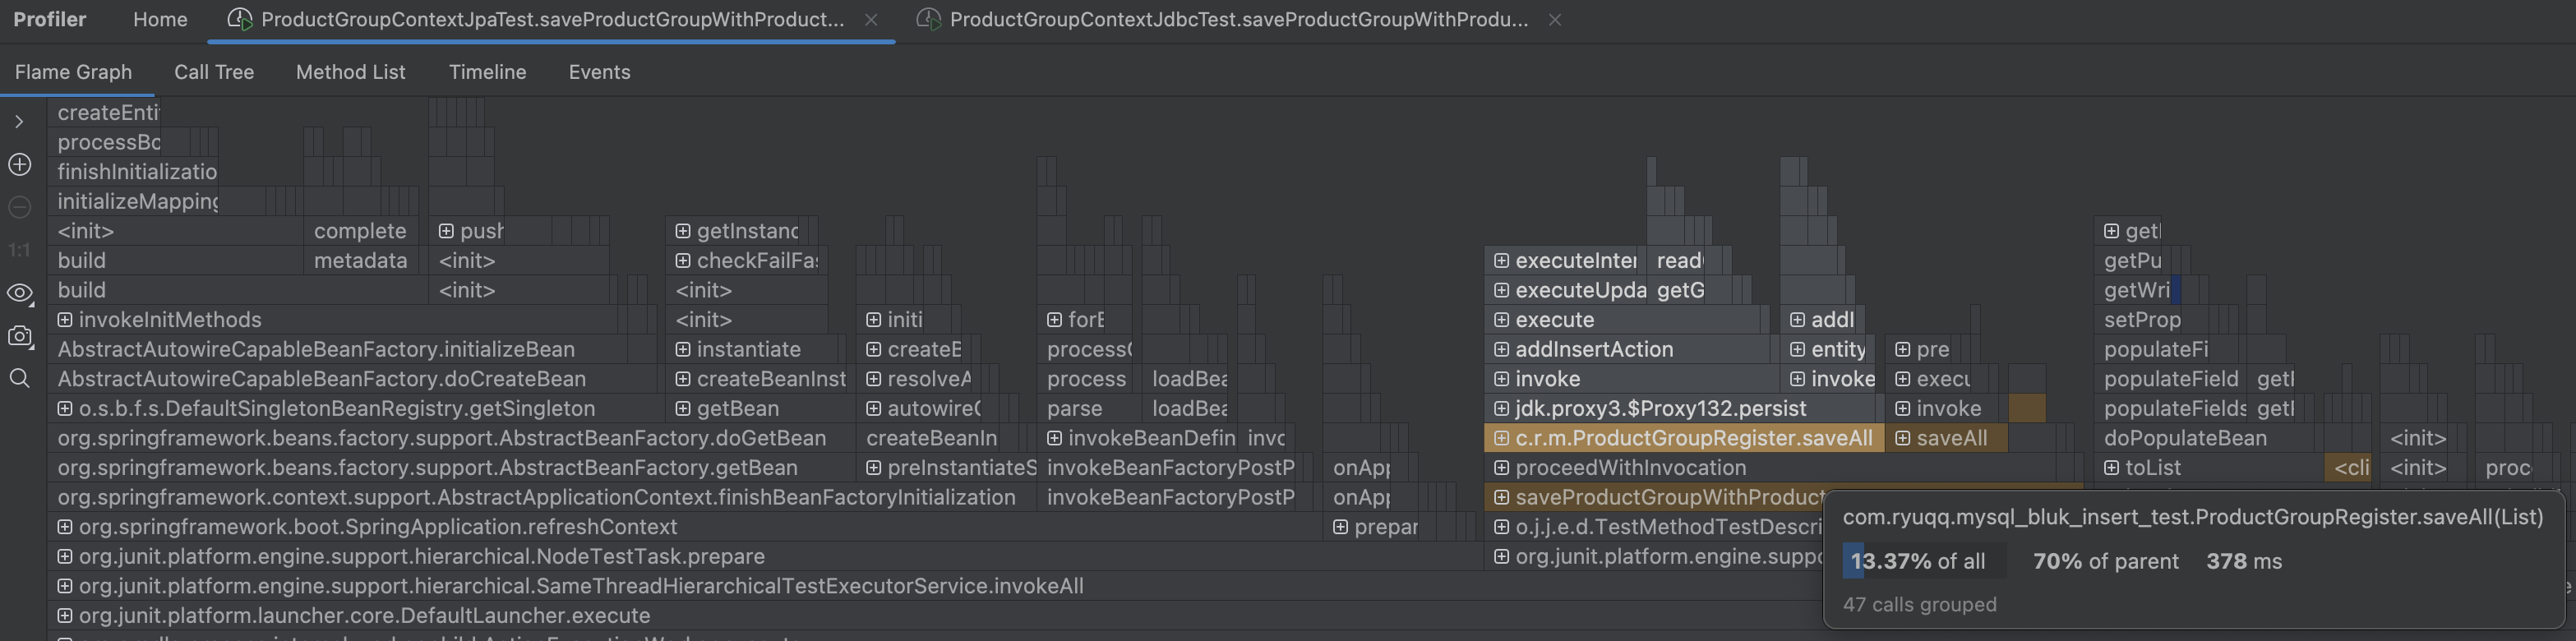 Profiler Home ProductGroupContextJpaTest.saveProductGroupWithProduct... ProductGroupContextJdbcTest.saveProductGroupWithProdu...
Flame Graph Call Tree Method List Timeline Events
createEnti
processBo
finishInitializatio
initializeMapping
<init> complete push getInstanc get
build metadata <init> checkFailFa executeInter read getPu
build <init> <init> executeUpda getG getWri
invokeInitMethods <init> initi forE execute addI setProp
AbstractAutowireCapableBeanFactory.initializeBean instantiate createB process addInsertAction entity pre populateFi
AbstractAutowireCapableBeanFactory.doCreateBean createBeanInst resolveA process loadBea invoke invoke execu populateField getI
o.s.b.f.s.DefaultSingletonBeanRegistry.getSingleton getBean autowire parse loadBea jdk.proxy3.$Proxy132.persist invoke populateFields getI
org.springframework.beans.factory.support.AbstractBeanFactory.doGetBean createBeanIn invokeBeanDefin invo c.r.m.ProductGroupRegister.saveAll saveAll doPopulateBean <init>
org.springframework.beans.factory.support.AbstractBeanFactory.getBean preInstantiateS invokeBeanFactoryPostP onApp proceedWithInvocation toList <cli <init> proc
org.springframework.context.support.AbstractApplicationContext.finishBeanFactoryInitialization invokeBeanFactoryPostP onApp saveProductGroupWithProduct
org.springframework.boot.SpringApplication.refreshContext prepar o.j.j.e.d.TestMethodTestDescri
org.junit.platform.engine.support.hierarchical.NodeTestTask.prepare org.junit.platform.engine.suppo
org.junit.platform.engine.support.hierarchical.SameThreadHierarchicalTestExecutorService.invokeAll
org.junit.platform.launcher.core.DefaultLauncher.execute
1:1
com.ryuqq.mysql_bluk_insert_test.ProductGroupRegister.saveAll(List)
13.37% of all 70% of parent 378 ms
47 calls grouped